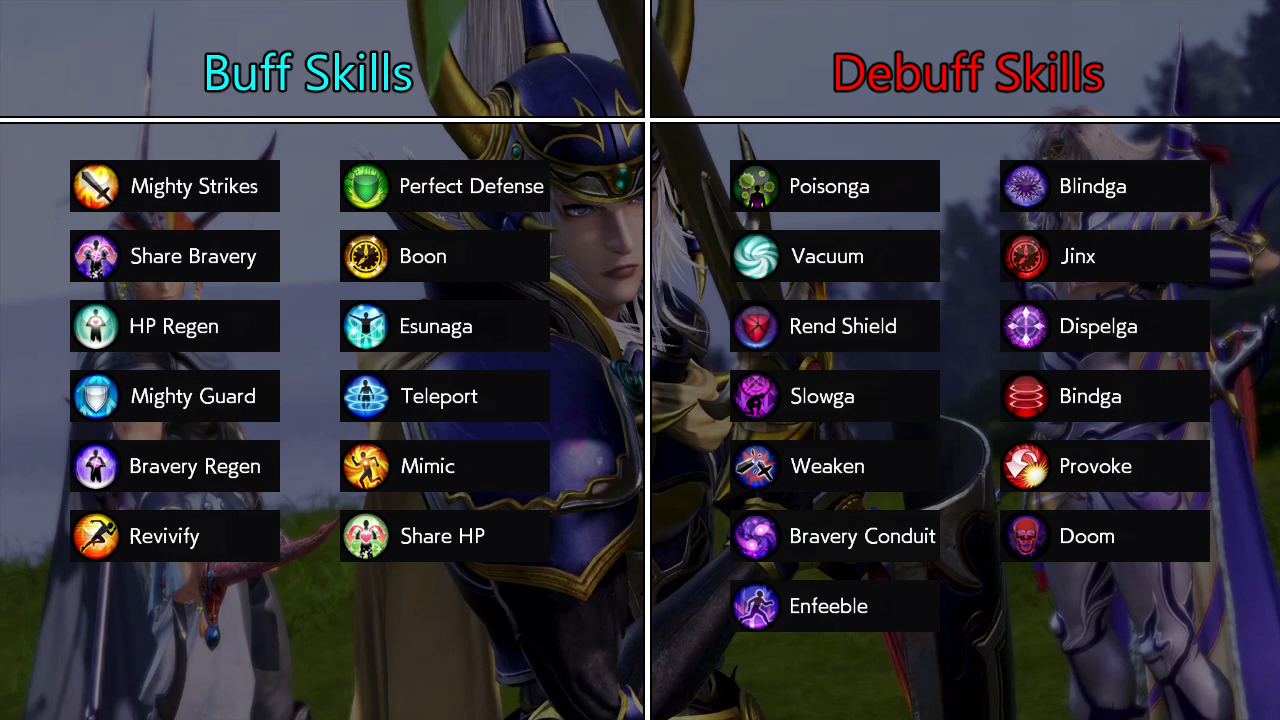 Buff Skills
Debuff Skills
Mighty Strikes
Share Bravery
HP Regen
Mighty Guard
Bravery Regen
Revivify
Perfect Defense
Boon
Esunaga
Teleport
Mimic
Share HP
Poisonga
Vacuum
Rend Shield
Slowga
Weaken
Bravery Conduit
Enfeeble
Blindga
Jinx
Dispelga
Bindga
Provoke
Doom